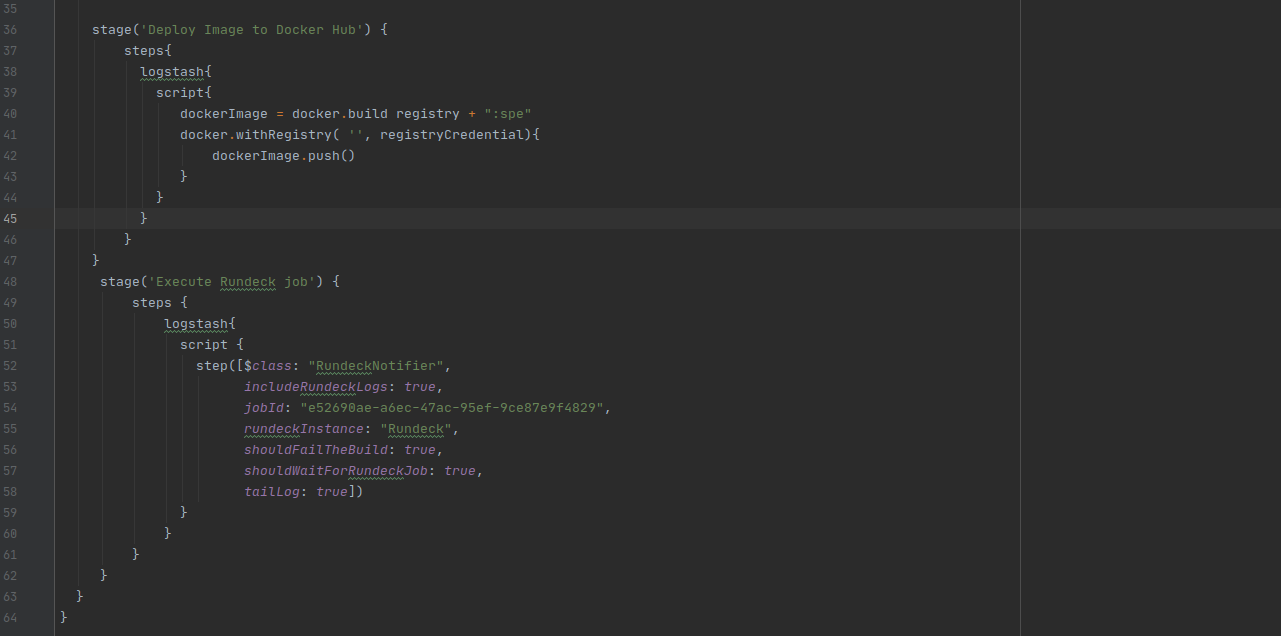 35
36 stage('Deploy Image to Docker Hub') {
37 steps{
38 logstash{
39 script{
40 dockerImage = docker.build registry + ":spe"
41 docker.withRegistry( '', registryCredential){
42 dockerImage.push()
43 }
44 }
45 }
46 }
47 }
48 stage('Execute Rundeck job') {
49 steps {
50 logstash{
51 script {
52 step([$class: "RundeckNotifier",
53 includeRundeckLogs: true,
54 jobId: "e52690ae-a6ec-47ac-95ef-9ce87e9f4829",
55 rundeckInstance: "Rundeck",
56 shouldFailTheBuild: true,
57 shouldWaitForRundeckJob: true,
58 tailLog: true])
59 }
60 }
61 }
62 }
63 }
64 }